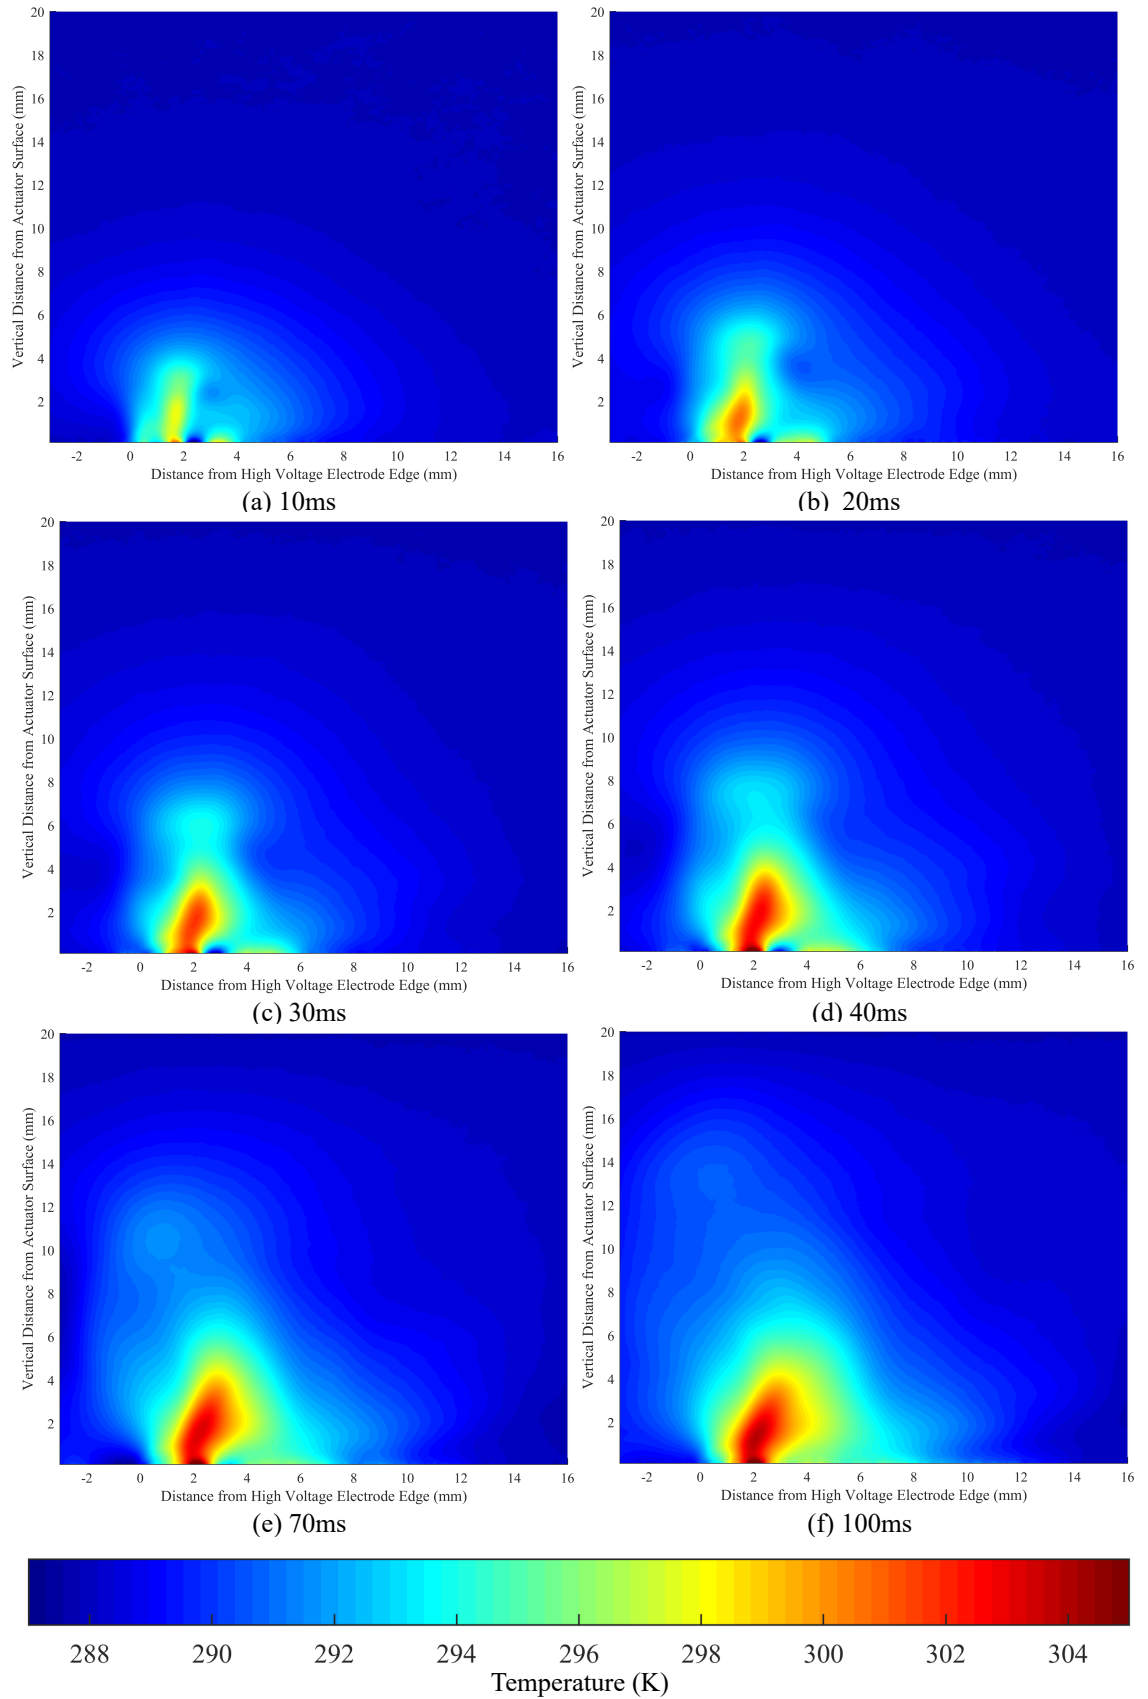 20
18
16
14
12
10
8
6
4
2
Vertical Distance from Actuator Surface (mm)
-2 0 2 4 6 8 10 12 14 16
Distance from High Voltage Electrode Edge (mm)
(a) 10ms
20
18
16
14
12
10
8
6
4
2
Vertical Distance from Actuator Surface (mm)
-2 0 2 4 6 8 10 12 14 16
Distance from High Voltage Electrode Edge (mm)
(b) 20ms
20
18
16
14
12
10
8
6
4
2
Vertical Distance from Actuator Surface (mm)
-2 0 2 4 6 8 10 12 14 16
Distance from High Voltage Electrode Edge (mm)
(c) 30ms
20
18
16
14
12
10
8
6
4
2
Vertical Distance from Actuator Surface (mm)
-2 0 2 4 6 8 10 12 14 16
Distance from High Voltage Electrode Edge (mm)
(d) 40ms
20
18
16
14
12
10
8
6
4
2
Vertical Distance from Actuator Surface (mm)
-2 0 2 4 6 8 10 12 14 16
Distance from High Voltage Electrode Edge (mm)
(e) 70ms
20
18
16
14
12
10
8
6
4
2
Vertical Distance from Actuator Surface (mm)
-2 0 2 4 6 8 10 12 14 16
Distance from High Voltage Electrode Edge (mm)
(f) 100ms
288 290 292 294 296 298 300 302 304
Temperature (K)